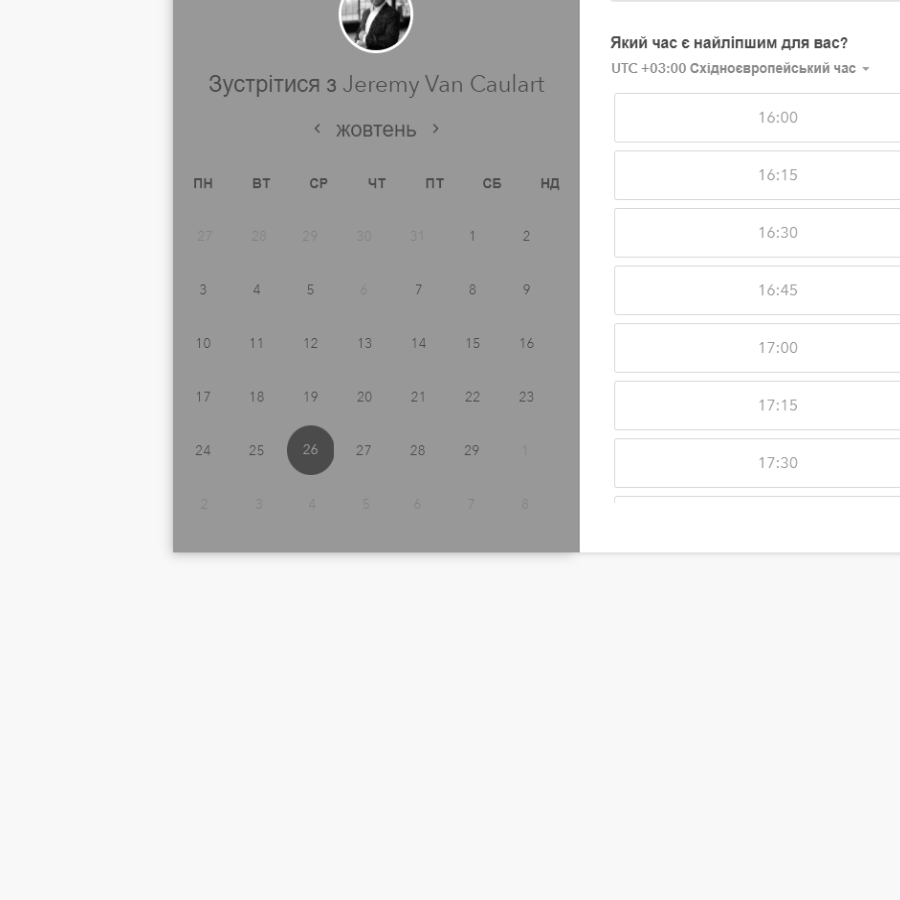 Зустрітися з Jeremy Van Caulart
жовтень
ПН ВТ СР ЧТ ПТ СБ НД
27 28 29 30 31 1 2
3 4 5 6 7 8 9
10 11 12 13 14 15 16
17 18 19 20 21 22 23
24 25 26 27 28 29 1
2 3 4 5 6 7 8
Який час є найліпшим для вас?
UTC +03:00 Східноєвропейський час
16:00
16:15
16:30
16:45
17:00
17:15
17:30